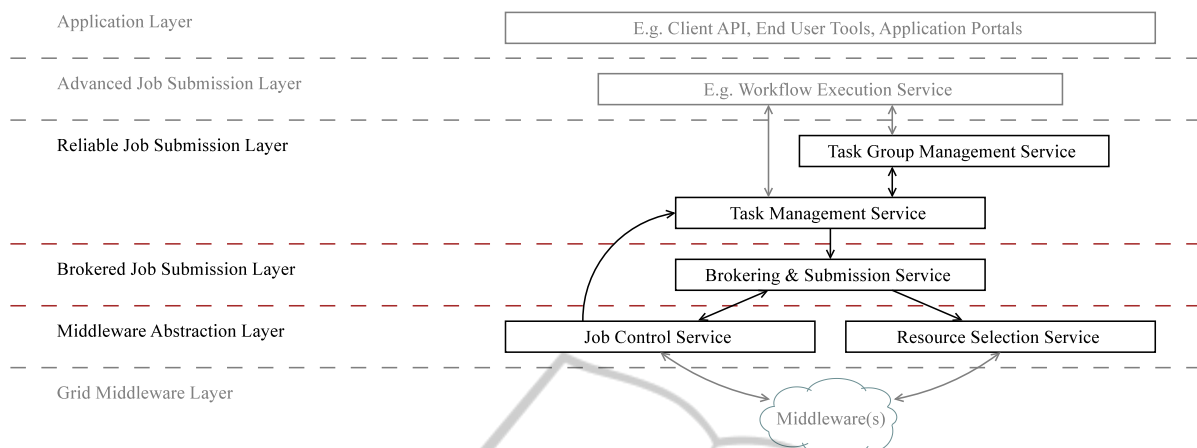 Application Layer
E.g. Client API, End User Tools, Application Portals
Advanced Job Submission Layer
E.g. Workflow Execution Service
Reliable Job Submission Layer
Task Group Management Service
Task Management Service
Brokered Job Submission Layer
Brokering & Submission Service
Middleware Abstraction Layer
Job Control Service
Resource Selection Service
Grid Middleware Layer
Middleware(s)